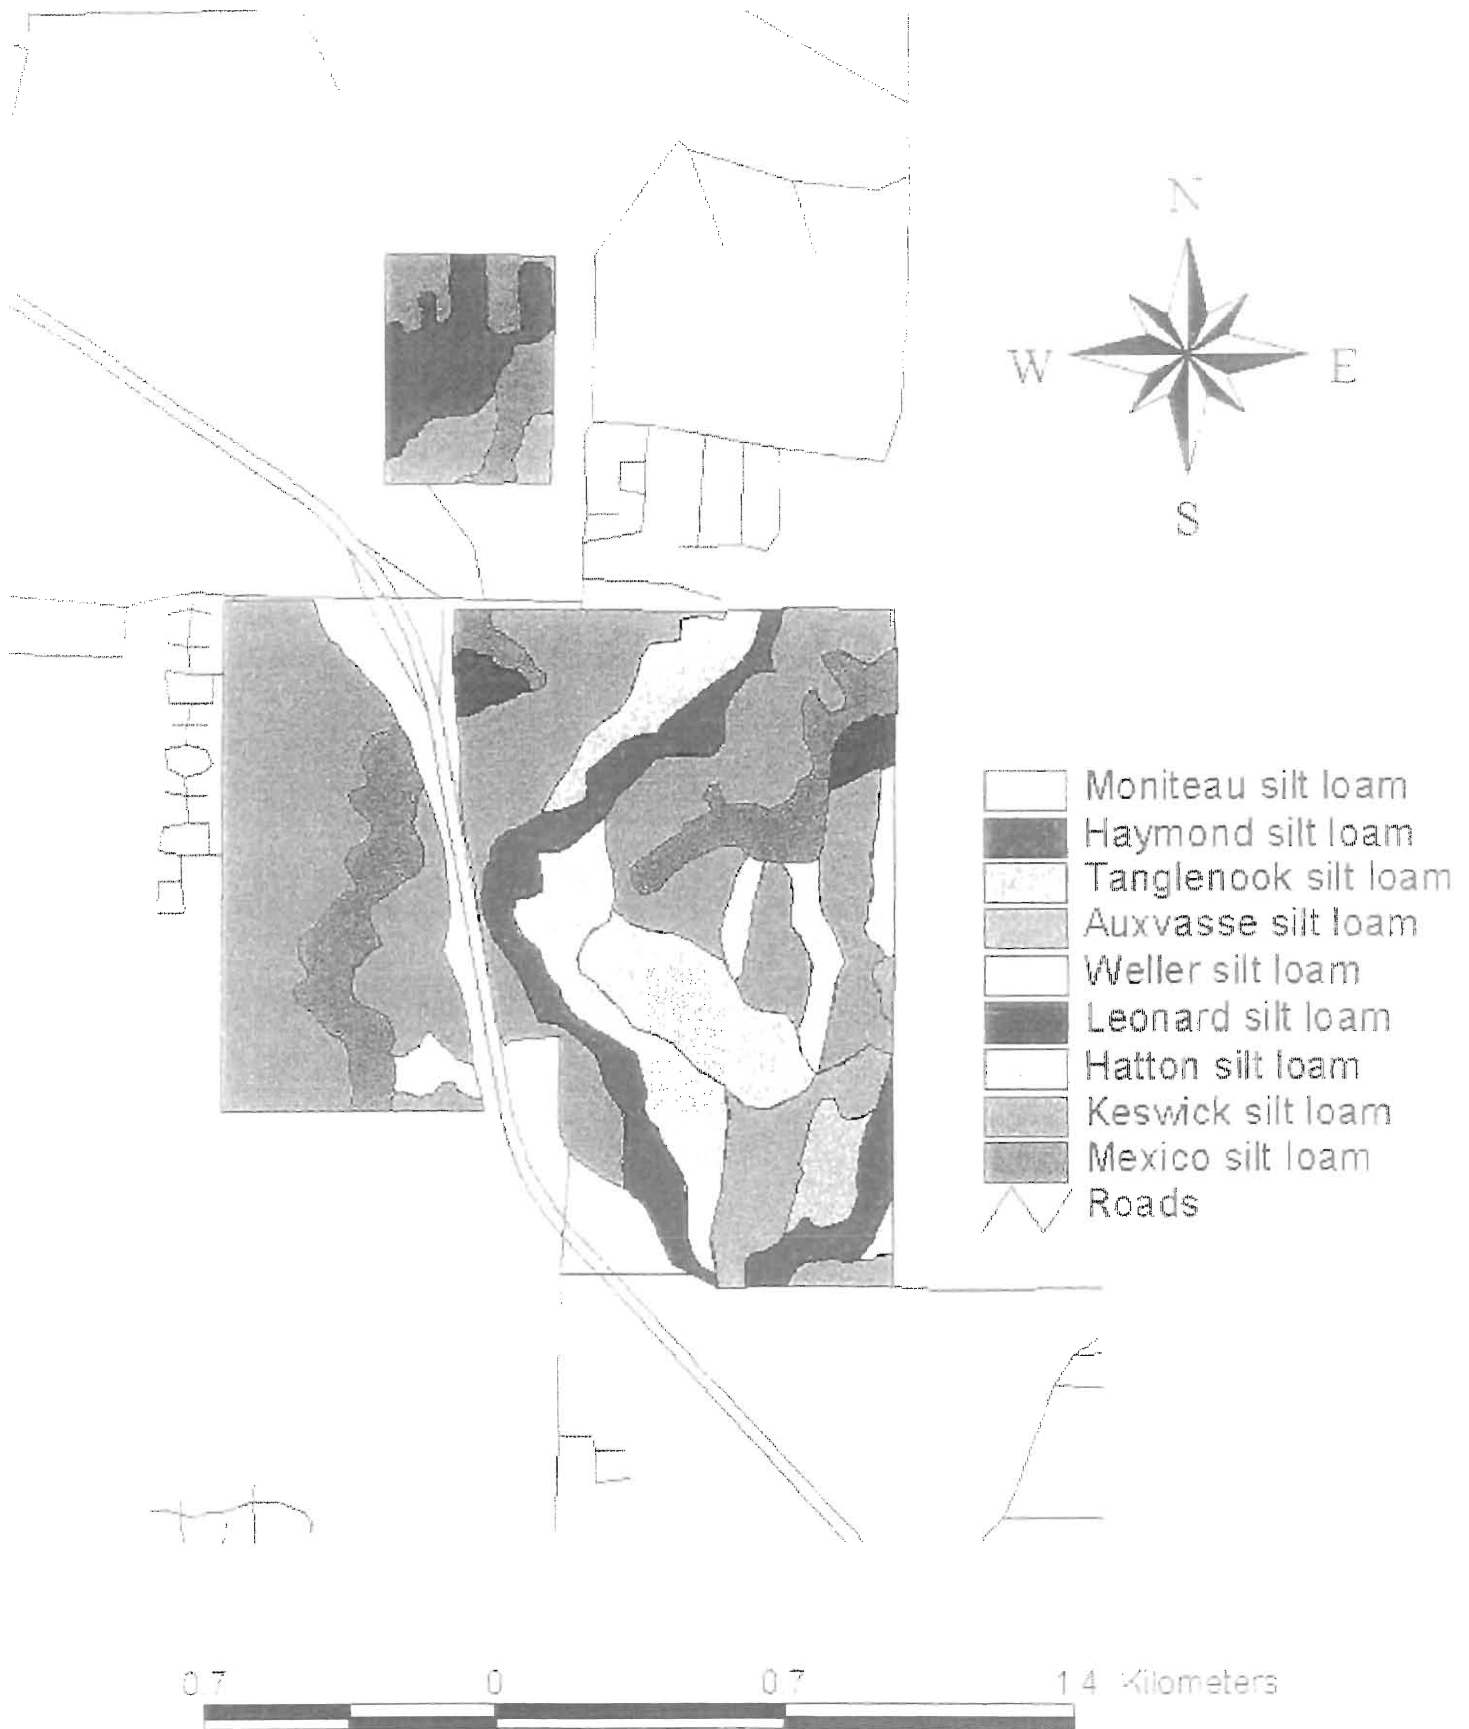 N
W E
S
Moniteau silt loam
Haymond silt loam
Tanglenook silt loam
Auxvasse silt loam
Weller silt loam
Leonard silt loam
Hatton silt loam
Keswick silt loam
Mexico silt loam
Roads
0.7 0 0.7 1.4 Kilometers